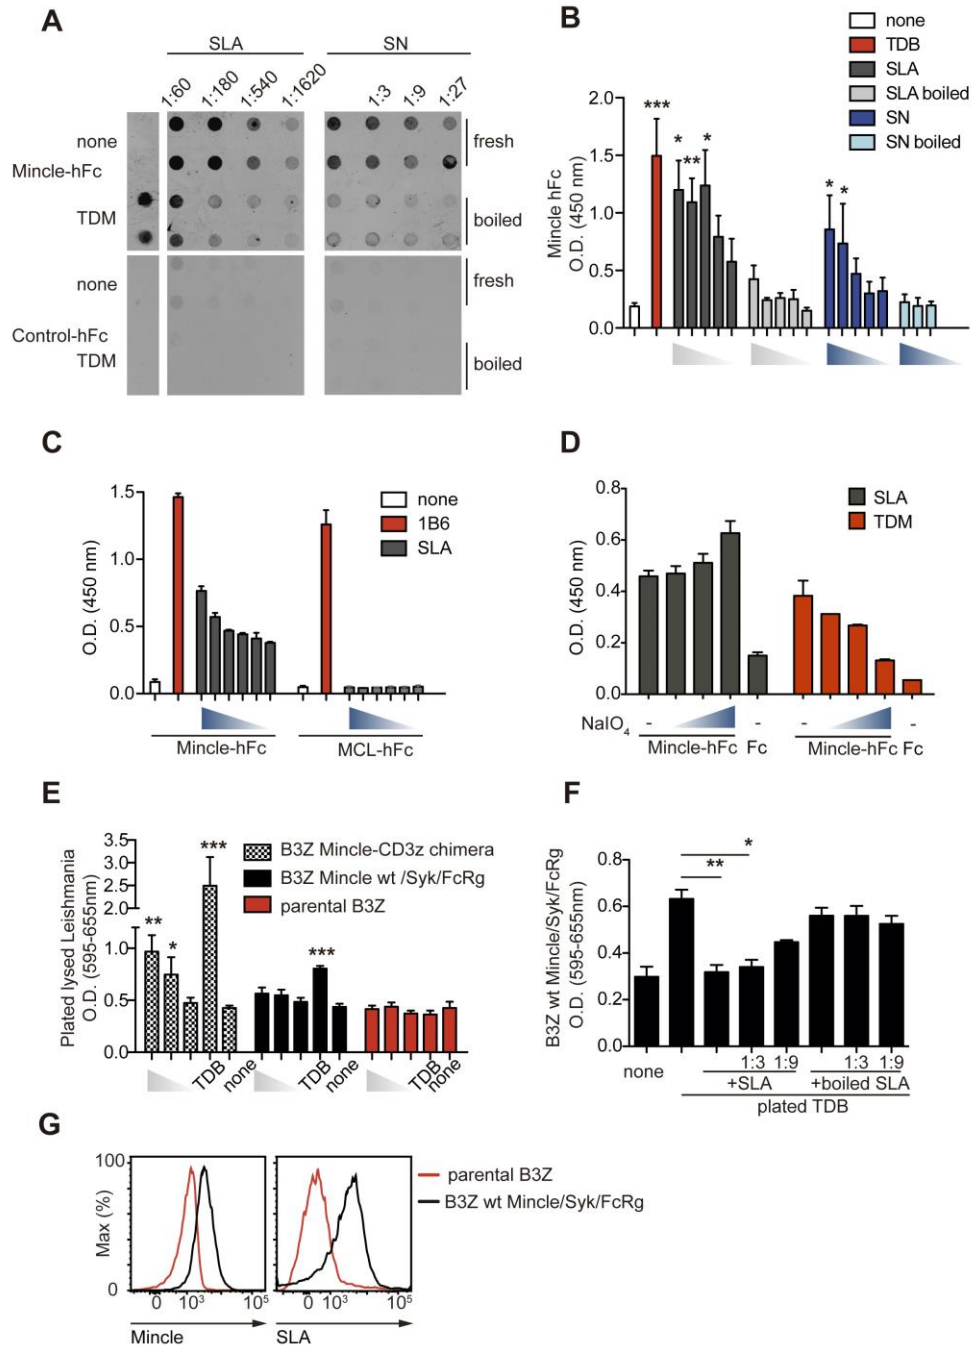 A
SLA
SN
1:60
1:180
1:540
1:1620
1:3
1:9
1:27
none
Mincle-hFc
TDM
fresh
boiled
none
Control-hFc
TDM
fresh
boiled
B
none
TDB
SLA
SLA boiled
SN
SN boiled
Mincle hFc
O.D. (450 nm)
2.0
1.5
1.0
0.5
0.0
***
*
**
*
*
*
C
none
1B6
SLA
O.D. (450 nm)
1.5
1.0
0.5
0.0
Mincle-hFc
MCL-hFc
D
SLA
TDM
O.D. (450 nm)
0.8
0.6
0.4
0.2
0.0
NaIO4 - - - -
Mincle-hFc Fc Mincle-hFc Fc
E
B3Z Mincle-CD3z chimera
B3Z Mincle wt /Syk/FcRg
parental B3Z
Plated lysed Leishmania
O.D. (595-655nm)
3.5
3.0
2.5
2.0
1.0
0.5
0.0
**
*
***
***
TDB
none
TDB
none
TDB
none
F
B3Z wt Mincle/Syk/FcRg
O.D. (595-655nm)
0.8
0.6
0.4
0.2
0.0
*
**
none
1:3 1:9 1:3 1:9
+SLA +boiled SLA
plated TDB
G
Max (%)
100
0
0 10³ 10⁵
0 10³ 10⁵
Mincle
SLA
parental B3Z
B3Z wt Mincle/Syk/FcRg